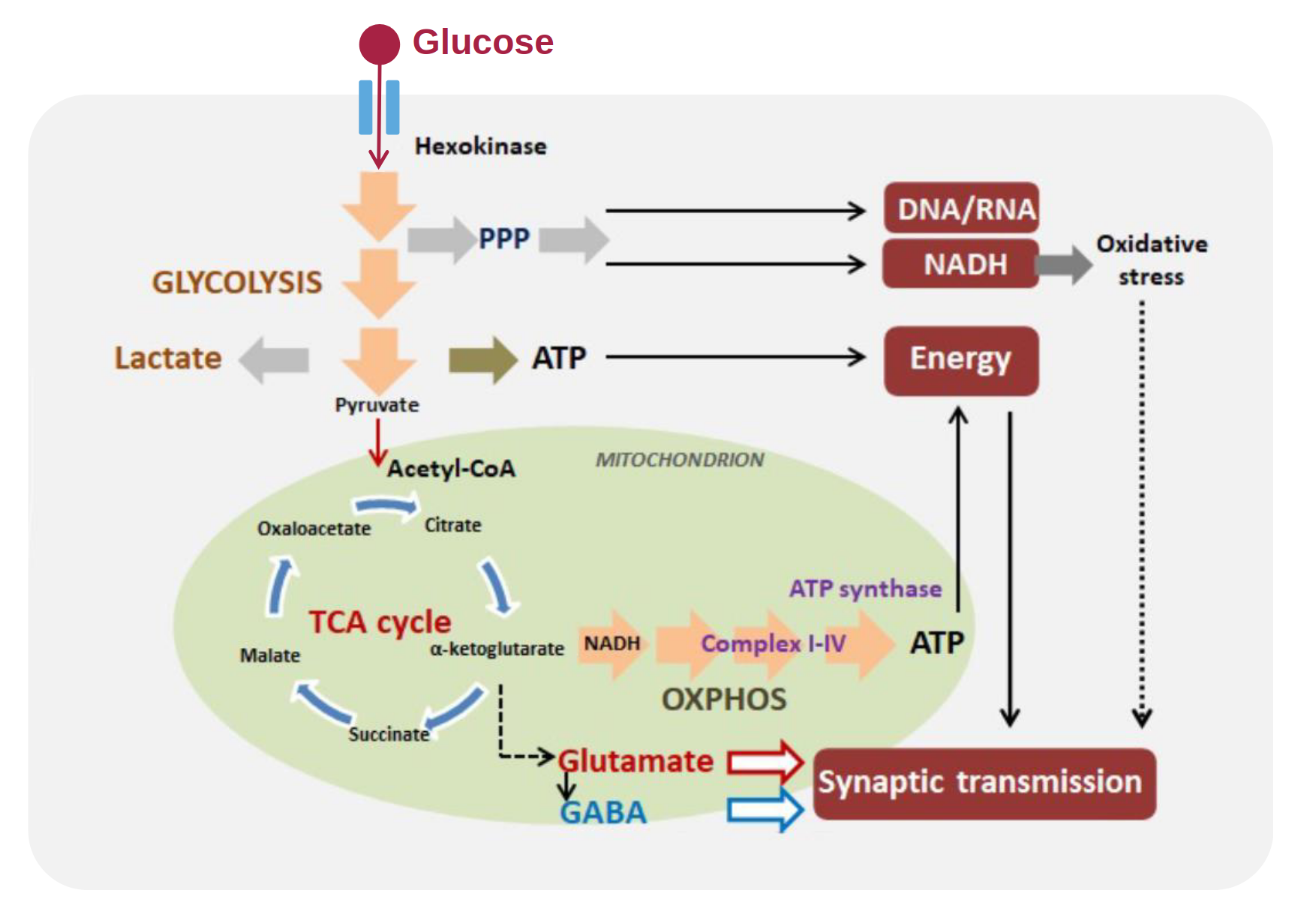 Glucose
Hexokinase
DNA/RNA
PPP
NADH
Oxidative
stress
GLYCOLYSIS
Lactate
ATP
Energy
Pyruvate
MITOCHONDRION
Acetyl-CoA
Oxaloacetate
Citrate
ATP synthase
TCA cycle
α-ketoglutarate
NADH
Complex I-IV
ATP
Malate
OXPHOS
Succinate
Glutamate
Synaptic transmission
GABA